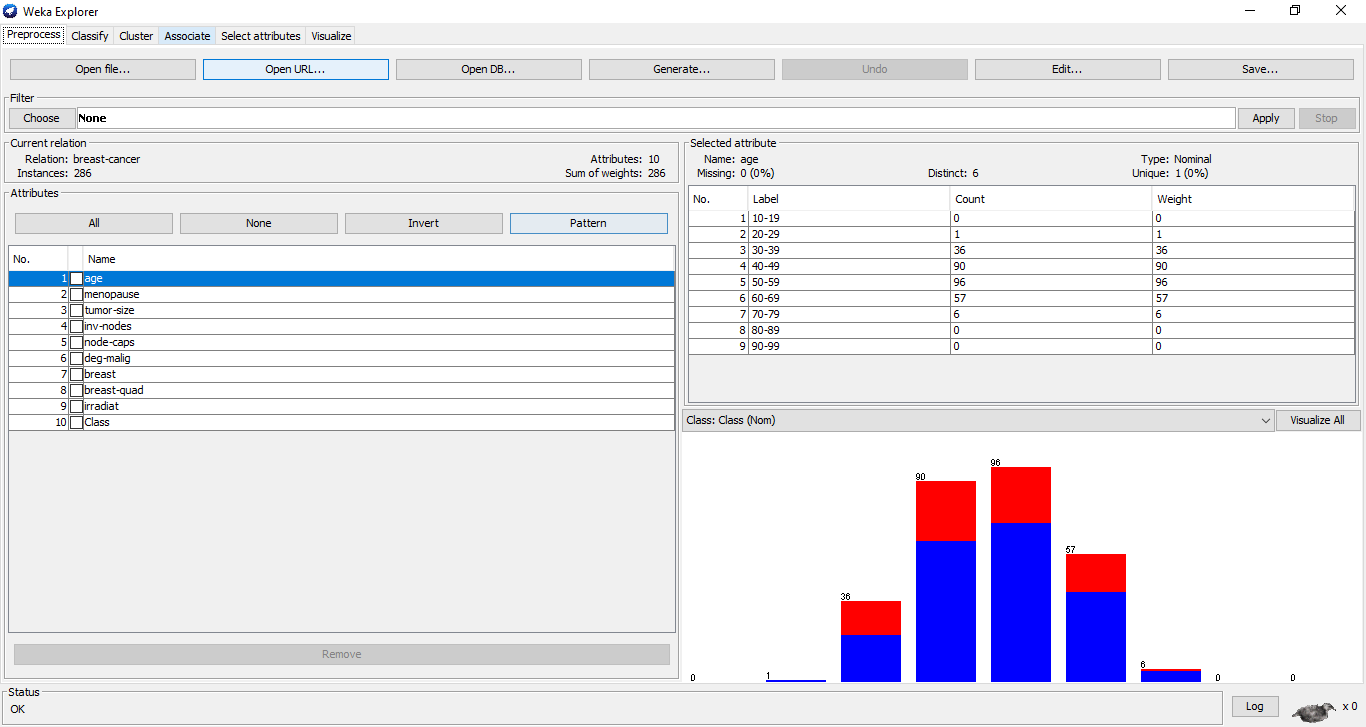 Weka Explorer
Preprocess Classify Cluster Associate Select attributes Visualize
Open file... Open URL... Open DB... Generate... Undo Edit... Save...
Filter
Choose None Apply Stop
Current relation
Relation: breast-cancer Attributes: 10
Instances: 286 Sum of weights: 286
Attributes
All None Invert Pattern
No. Name
1 age
2 menopause
3 tumor-size
4 inv-nodes
5 node-caps
6 deg-malig
7 breast
8 breast-quad
9 irradiat
10 Class
Remove
Selected attribute
Name: age Type: Nominal
Missing: 0 (0%) Distinct: 6 Unique: 1 (0%)
No. Label Count Weight
1 10-19 0 0
2 20-29 1 1
3 30-39 36 36
4 40-49 90 90
5 50-59 96 96
6 60-69 57 57
7 70-79 6 6
8 80-89 0 0
9 90-99 0 0
Class: Class (Nom) Visualize All
0 1 36 90 96 57 6 0 0
Status
OK Log x 0